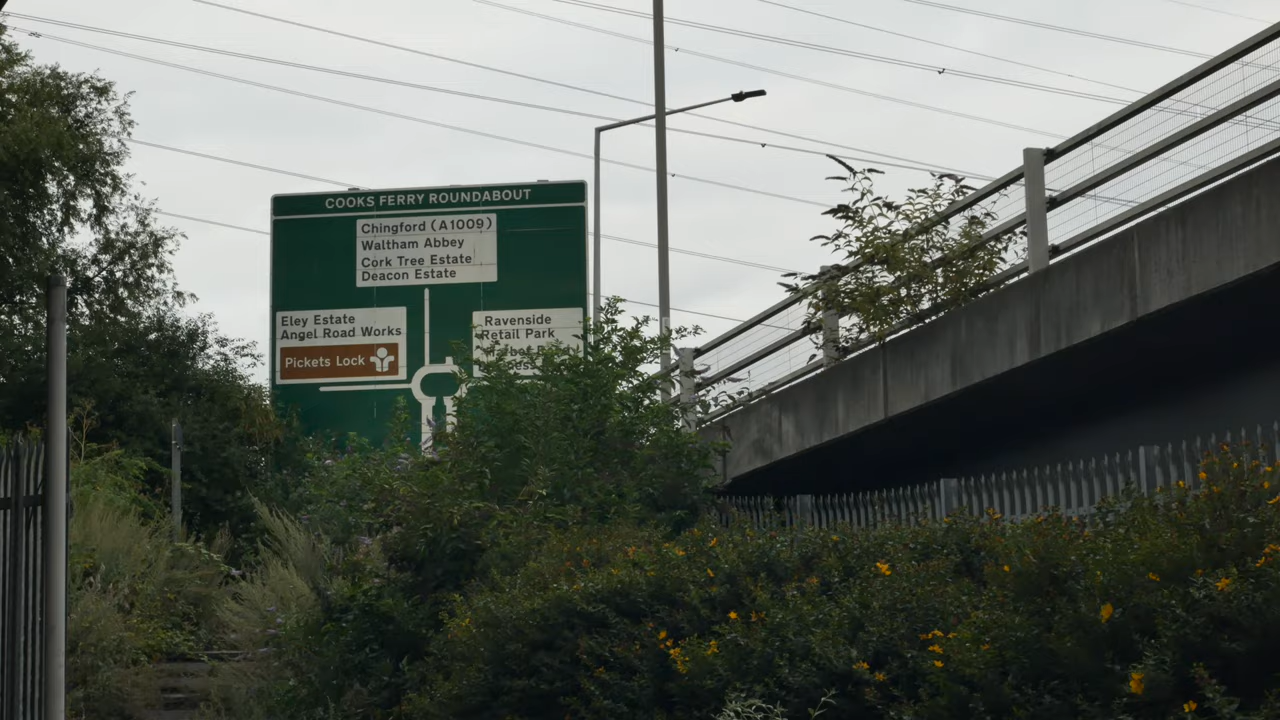 COOKS FERRY ROUNDABOUT
Chingford (A1009)
Waltham Abbey
Cork Tree Estate
Deacon Estate
Eley Estate
Angel Road Works
Pickets Lock
Ravenside
Retail Park